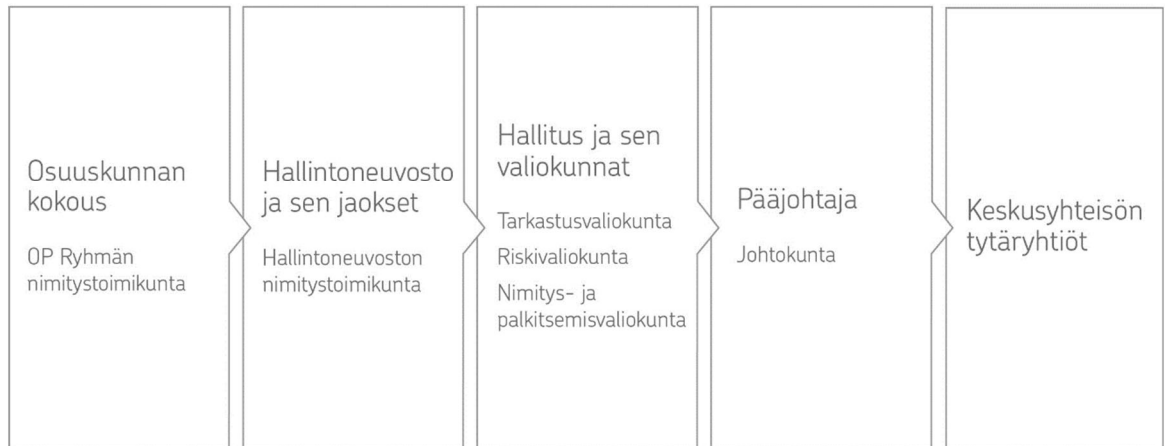 Osuuskunnan
kokous
OP Ryhmän
nimitystoimikunta
Hallintoneuvosto
ja sen jaokset
Hallintoneuvoston
nimitystoimikunta
Hallitus ja sen
valiokunnat
Tarkastusvaliokunta
Riskivaliokunta
Nimitys- ja
palkitsemisvaliokunta
Pääjohtaja
Johtokunta
Keskusyhteisön
tytäryhtiöt